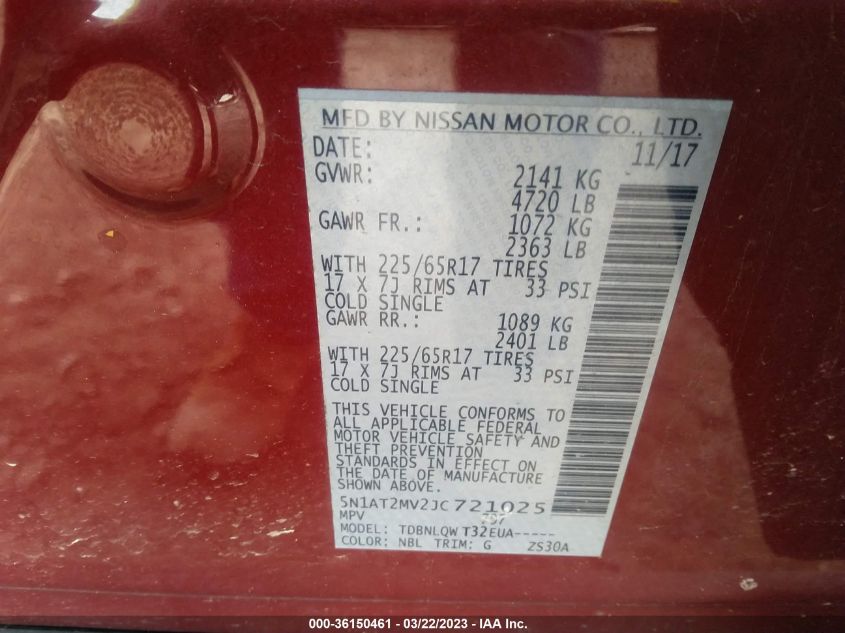 MFD BY NISSAN MOTOR CO., LTD.
DATE: 11/17
GVWR: 2141 KG
4720 LB
GAWR FR.: 1072 KG
2363 LB
WITH 225/65R17 TIRES
17 X 7J RIMS AT 33 PSI
COLD SINGLE
GAWR RR.: 1089 KG
2401 LB
WITH 225/65R17 TIRES
17 X 7J RIMS AT 33 PSI
COLD SINGLE
THIS VEHICLE CONFORMS TO
ALL APPLICABLE FEDERAL
MOTOR VEHICLE SAFETY AND
THEFT PREVENTION
STANDARDS IN EFFECT ON
THE DATE OF MANUFACTURE
SHOWN ABOVE.
5N1AT2MV2JC721025
MPV
MODEL: TDBNLQW T32EUA-----
COLOR: NBL TRIM: G ZS30A
000-36150461 - 03/22/2023 - IAA Inc.